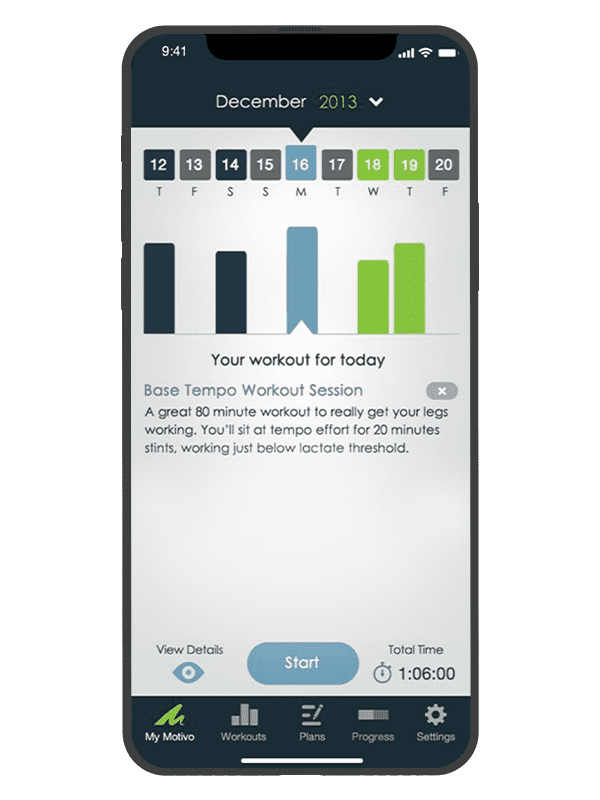 9:41
December 2013
12 13 14 15 16 17 18 19 20
T F S S M T W T F
Your workout for today
Base Tempo Workout Session
A great 80 minute workout to really get your legs
working. You'll sit at tempo effort for 20 minutes
stints, working just below lactate threshold.
View Details
Start
Total Time
1:06:00
My Motivo Workouts Plans Progress Settings